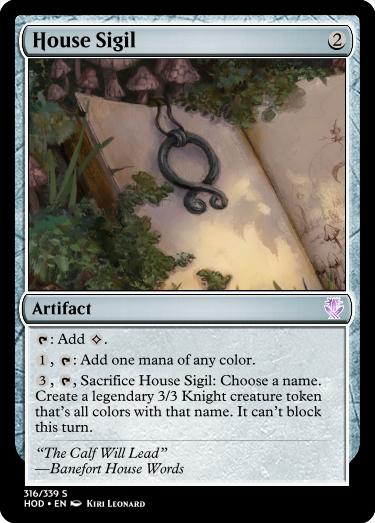 House Sigil 2
Artifact
: Add .
1, : Add one mana of any color.
3, , Sacrifice House Sigil: Choose a name.
Create a legendary 3/3 Knight creature token
that's all colors with that name. It can't block
this turn.
“The Calf Will Lead”
—Banefort House Words
316/339 S
HOD • EN Kiri Leonard